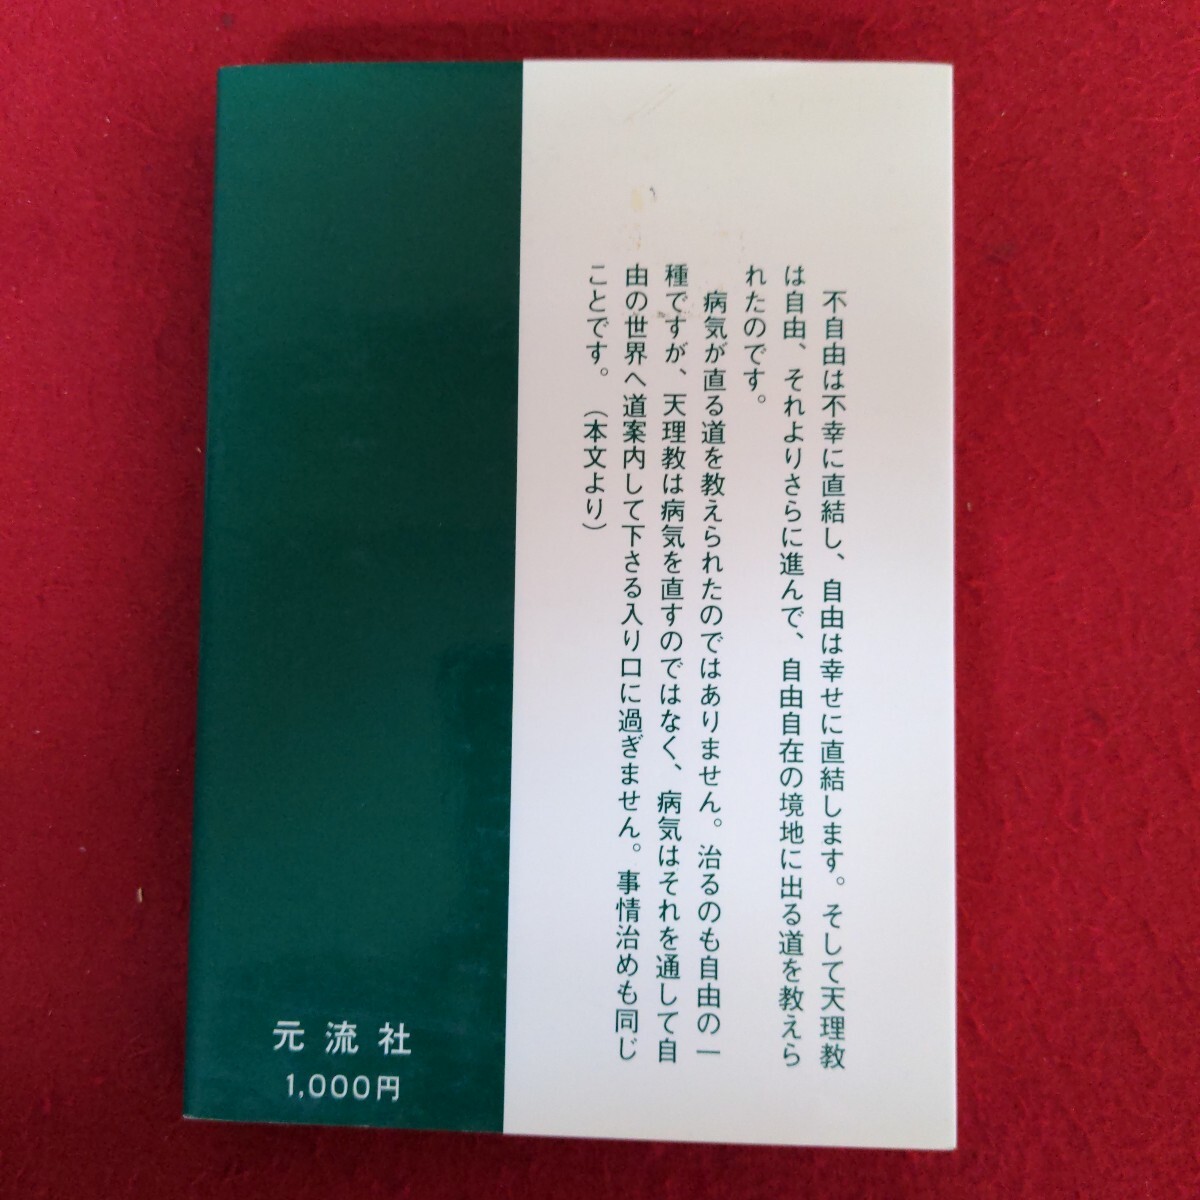 不自由は不幸に直結し、自由は幸せに直結します。そして天理教
は自由、それよりさらに進んで、自由自在の境地に出る道を教えら
れたのです。
病気が直る道を教えられたのではありません。治るのも自由の一
種ですが、天理教は病気を直すのではなく、病気はそれを通して自
由の世界へ道案内して下さる入り口に過ぎません。事情治めも同じ
ことです。（本文より）
元流社
1,000円